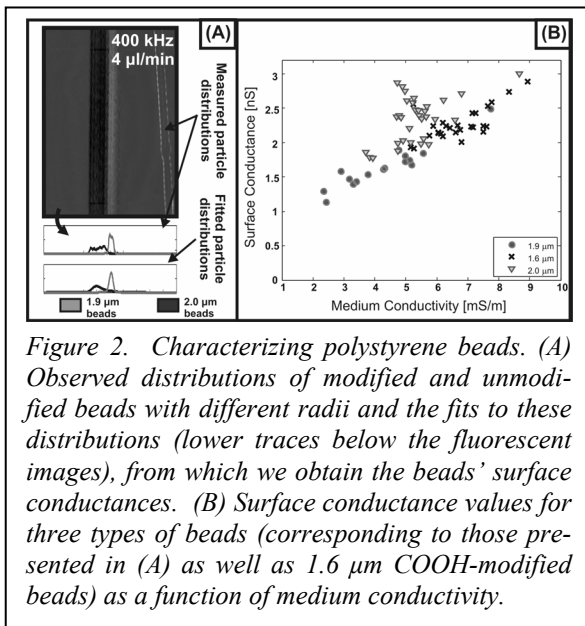 400 kHz
4 µl/min
(A)
Measured particle
distributions
Fitted particle
distributions
1.9 µm
beads
2.0 µm
beads
(B)
Surface Conductance [nS]
3
2.5
2
1.5
1
0.5
0
1 2 3 4 5 6 7 8 9 10
Medium Conductivity [mS/m]
1.9 µm
1.6 µm
2.0 µm
Figure 2. Characterizing polystyrene beads. (A)
Observed distributions of modified and unmodi-
fied beads with different radii and the fits to these
distributions (lower traces below the fluorescent
images), from which we obtain the beads’ surface
conductances. (B) Surface conductance values for
three types of beads (corresponding to those pre-
sented in (A) as well as 1.6 µm COOH-modified
beads) as a function of medium conductivity.